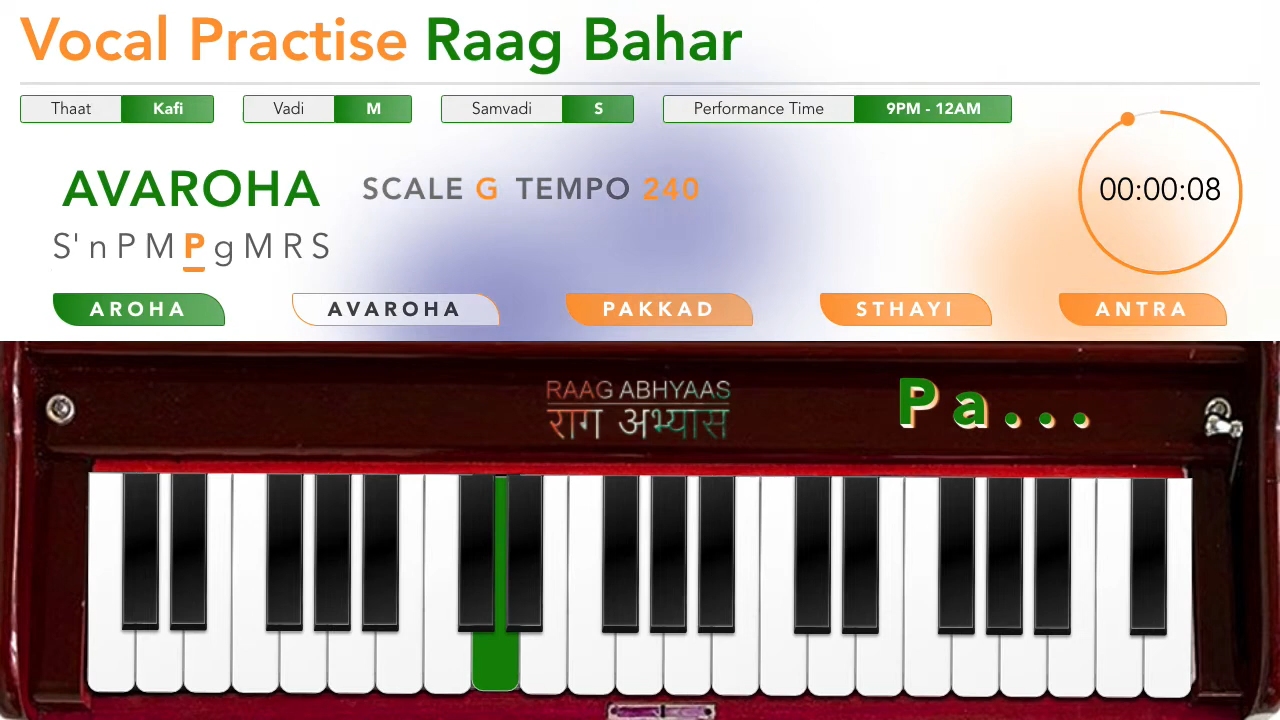 Vocal Practise Raag Bahar
Thaat Kafi Vadi M Samvadi S Performance Time 9PM - 12AM
AVAROHA SCALE G TEMPO 240
00:00:08
S' n P M P g M R S
AROHA AVAROHA PAKKAD STHAYI ANTRA
RAAG ABHYAAS
राग अभ्यास
Pa...